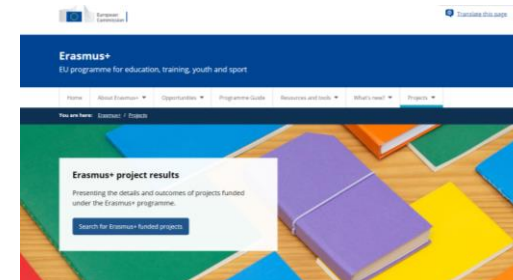 European
Commission
Translate this page
Erasmus+
EU programme for education, training, youth and sport
Home About Erasmus+ Opportunities Programme Guide Resources and tools What's new? Projects
You are here: Erasmus+ / Projects
Erasmus+ project results
Presenting the details and outcomes of projects funded
under the Erasmus+ programme.
Search for Erasmus+ funded projects